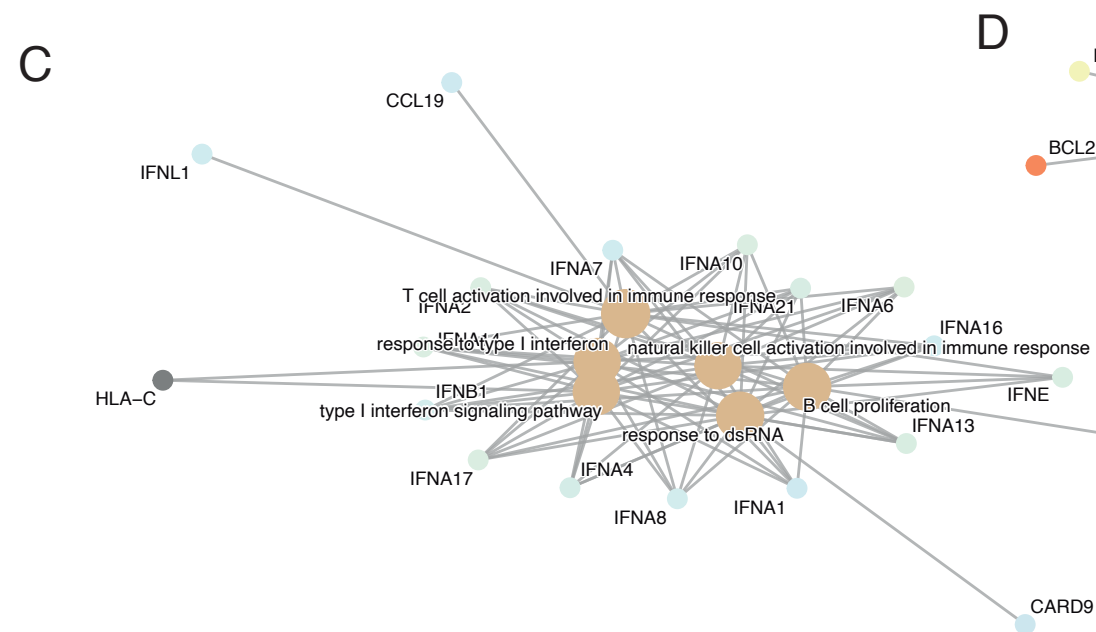 C
D
CCL19
BCL2
IFNL1
IFNA7
IFNA10
T cell activation involved in immune response
IFNA2
IFNA21
IFNA6
IFNA16
IFNA14
response to type I interferon
natural killer cell activation involved in immune response
HLA−C
IFNB1
IFNE
type I interferon signaling pathway
B cell proliferation
IFNA13
response to dsRNA
IFNA17
IFNA4
IFNA8
IFNA1
CARD9